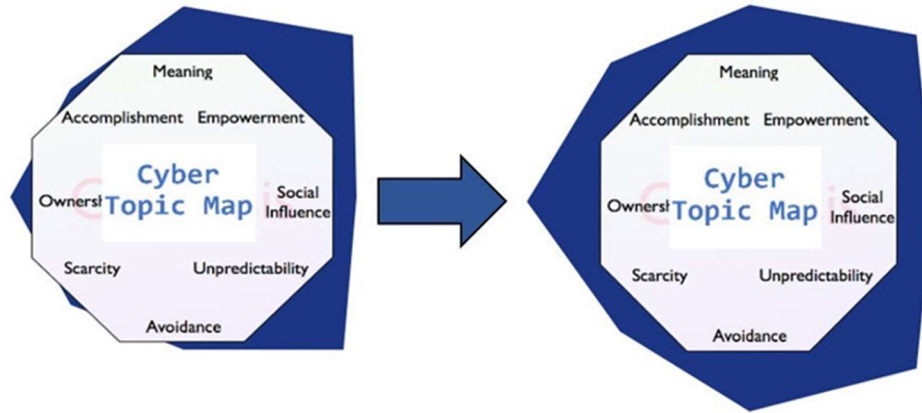 Meaning
Accomplishment Empowerment
Cyber
Topic Map
Social
Influence
Scarcity Unpredictability
Avoidance
Meaning
Accomplishment Empowerment
Cyber
Topic Map
Social
Influence
Scarcity Unpredictability
Avoidance